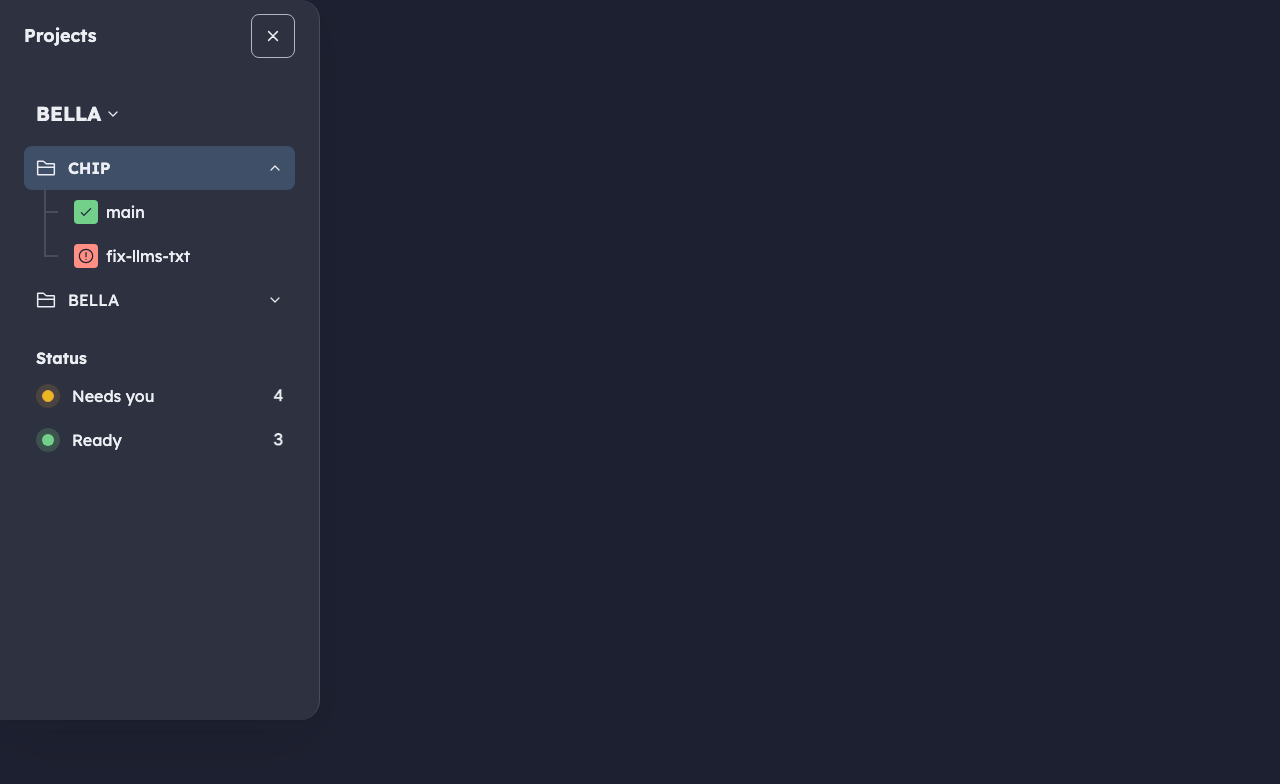 Projects
BELLA
CHIP
main
fix-llms-txt
BELLA
Status
Needs you 4
Ready 3